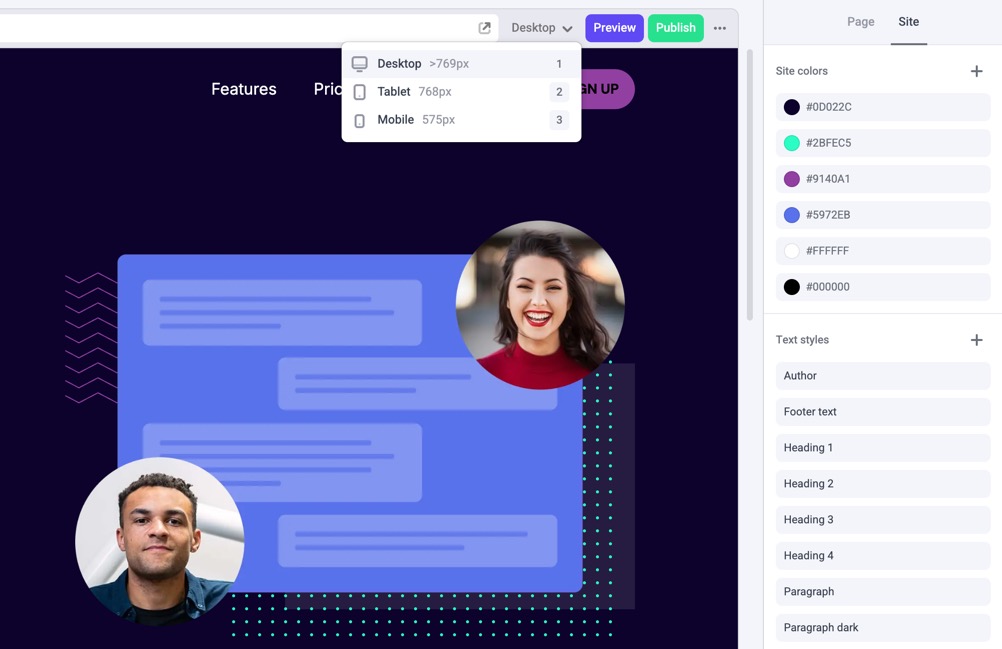 Desktop
Preview
Publish
Page
Site
Desktop >769px 1
Tablet 768px 2
Mobile 575px 3
Features
UP
Site colors
#0D022C
#2BFEC5
#9140A1
#5972EB
#FFFFFF
#000000
Text styles
Author
Footer text
Heading 1
Heading 2
Heading 3
Heading 4
Paragraph
Paragraph dark